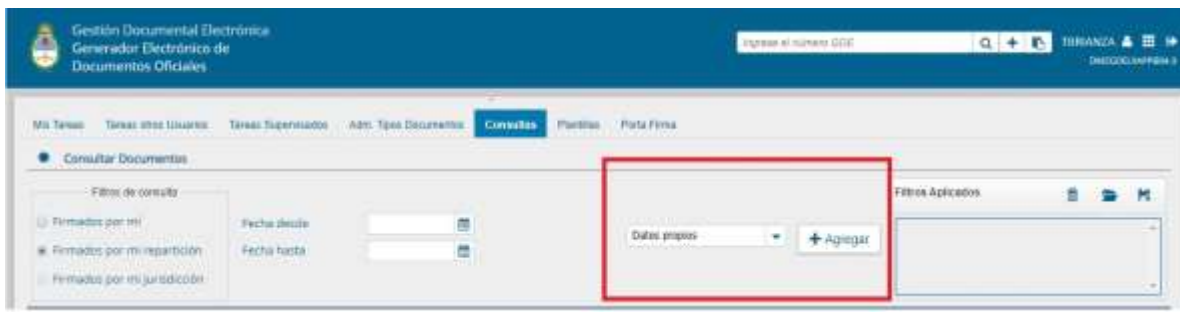 Gestión Documental Electrónica
Generador Electrónico de
Documentos Oficiales
Ingrese el número GDE
TBRIANZA
Mis Tareas Tareas otros Usuarios Tareas Supervisados Adm. Tipos Documentos Consultas Plantillas Porta Firma
Consultar Documentos
Filtros de consulta
Firmados por mi
Firmados por mi repartición
Firmados por mi jurisdicción
Fecha desde
Fecha hasta
Datos propios
Agregar
Filtros Aplicados